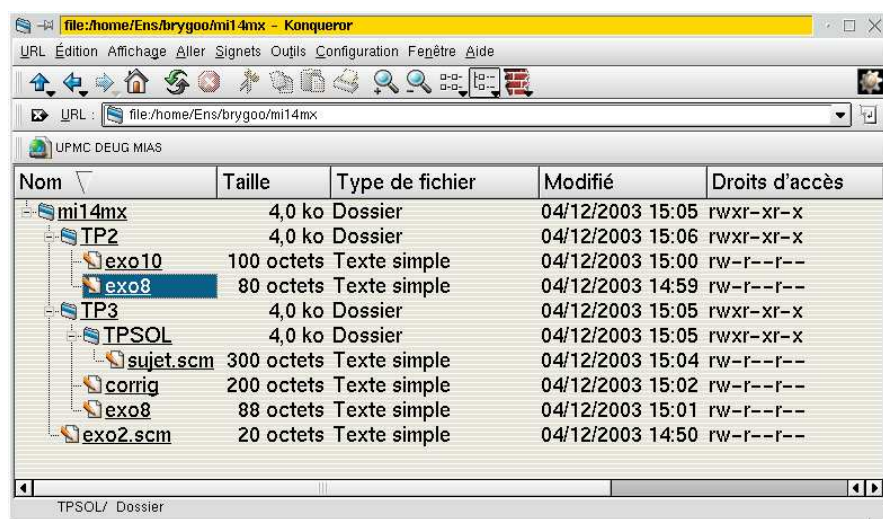 file:/home/Ens/brygoo/mi14mx - Konqueror
URL Édition Affichage Aller Signets Outils Configuration Fenêtre Aide
URL : file:/home/Ens/brygoo/mi14mx
UPMC DEUG MIAS
Nom Taille Type de fichier Modifié Droits d'accès
mi14mx 4,0 ko Dossier 04/12/2003 15:05 rwxr-xr-x
TP2 4,0 ko Dossier 04/12/2003 15:06 rwxr-xr-x
exo10 100 octets Texte simple 04/12/2003 15:00 rw-r--r--
exo8 80 octets Texte simple 04/12/2003 14:59 rw-r--r--
TP3 4,0 ko Dossier 04/12/2003 15:05 rwxr-xr-x
TPSOL 4,0 ko Dossier 04/12/2003 15:05 rwxr-xr-x
sujet.scm 300 octets Texte simple 04/12/2003 15:04 rw-r--r--
corrig 200 octets Texte simple 04/12/2003 15:02 rw-r--r--
exo8 88 octets Texte simple 04/12/2003 15:01 rw-r--r--
exo2.scm 20 octets Texte simple 04/12/2003 14:50 rw-r--r--
TPSOL/ Dossier